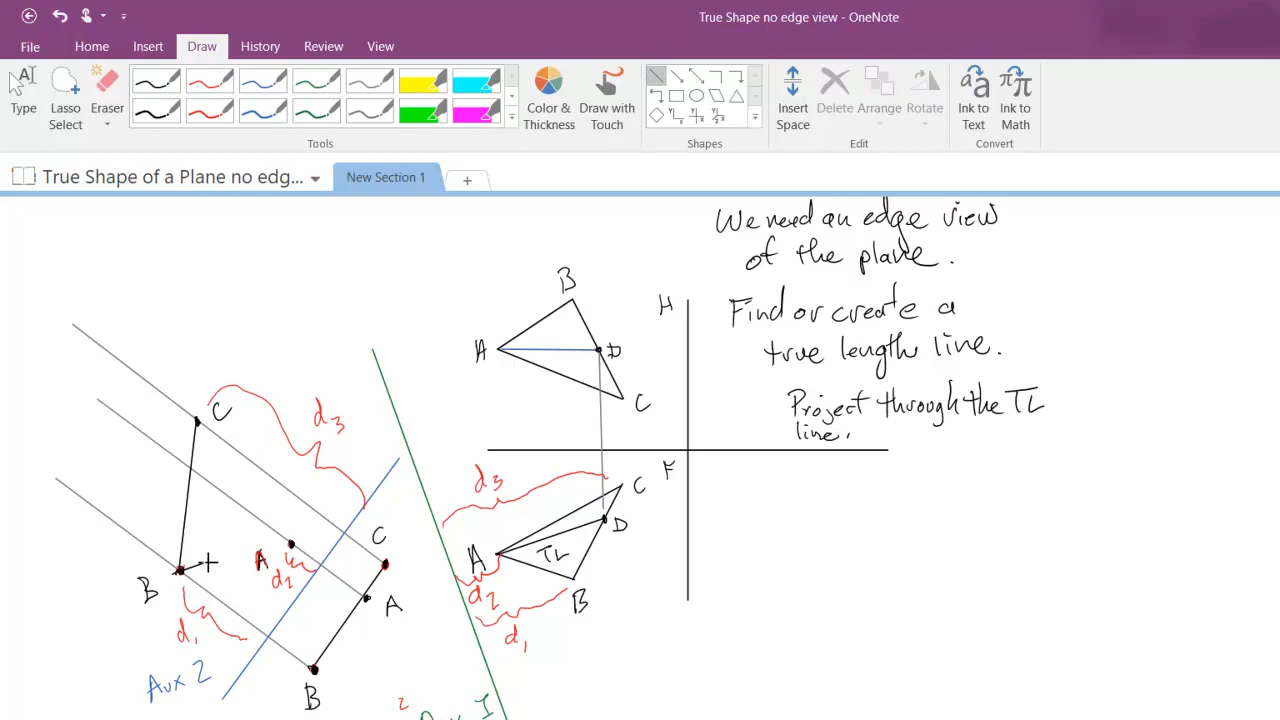 True Shape no edge view - OneNote
File Home Insert Draw History Review View
Type
Lasso Select
Eraser
Color & Thickness
Draw with Touch
Insert Space
Delete
Arrange
Rotate
Ink to Text
Ink to Math
Tools
Shapes
Edit
Convert
True Shape of a Plane no edg...
New Section 1
We need an edge view
of the plane.
Find or create a
true length line.
Project through the TL
line.
B
H
A
D
C
F
C
d3
d3
C
D
A
TL
B
d2
d1
C
A
d2
A
B
d1
Aux 2
B
2